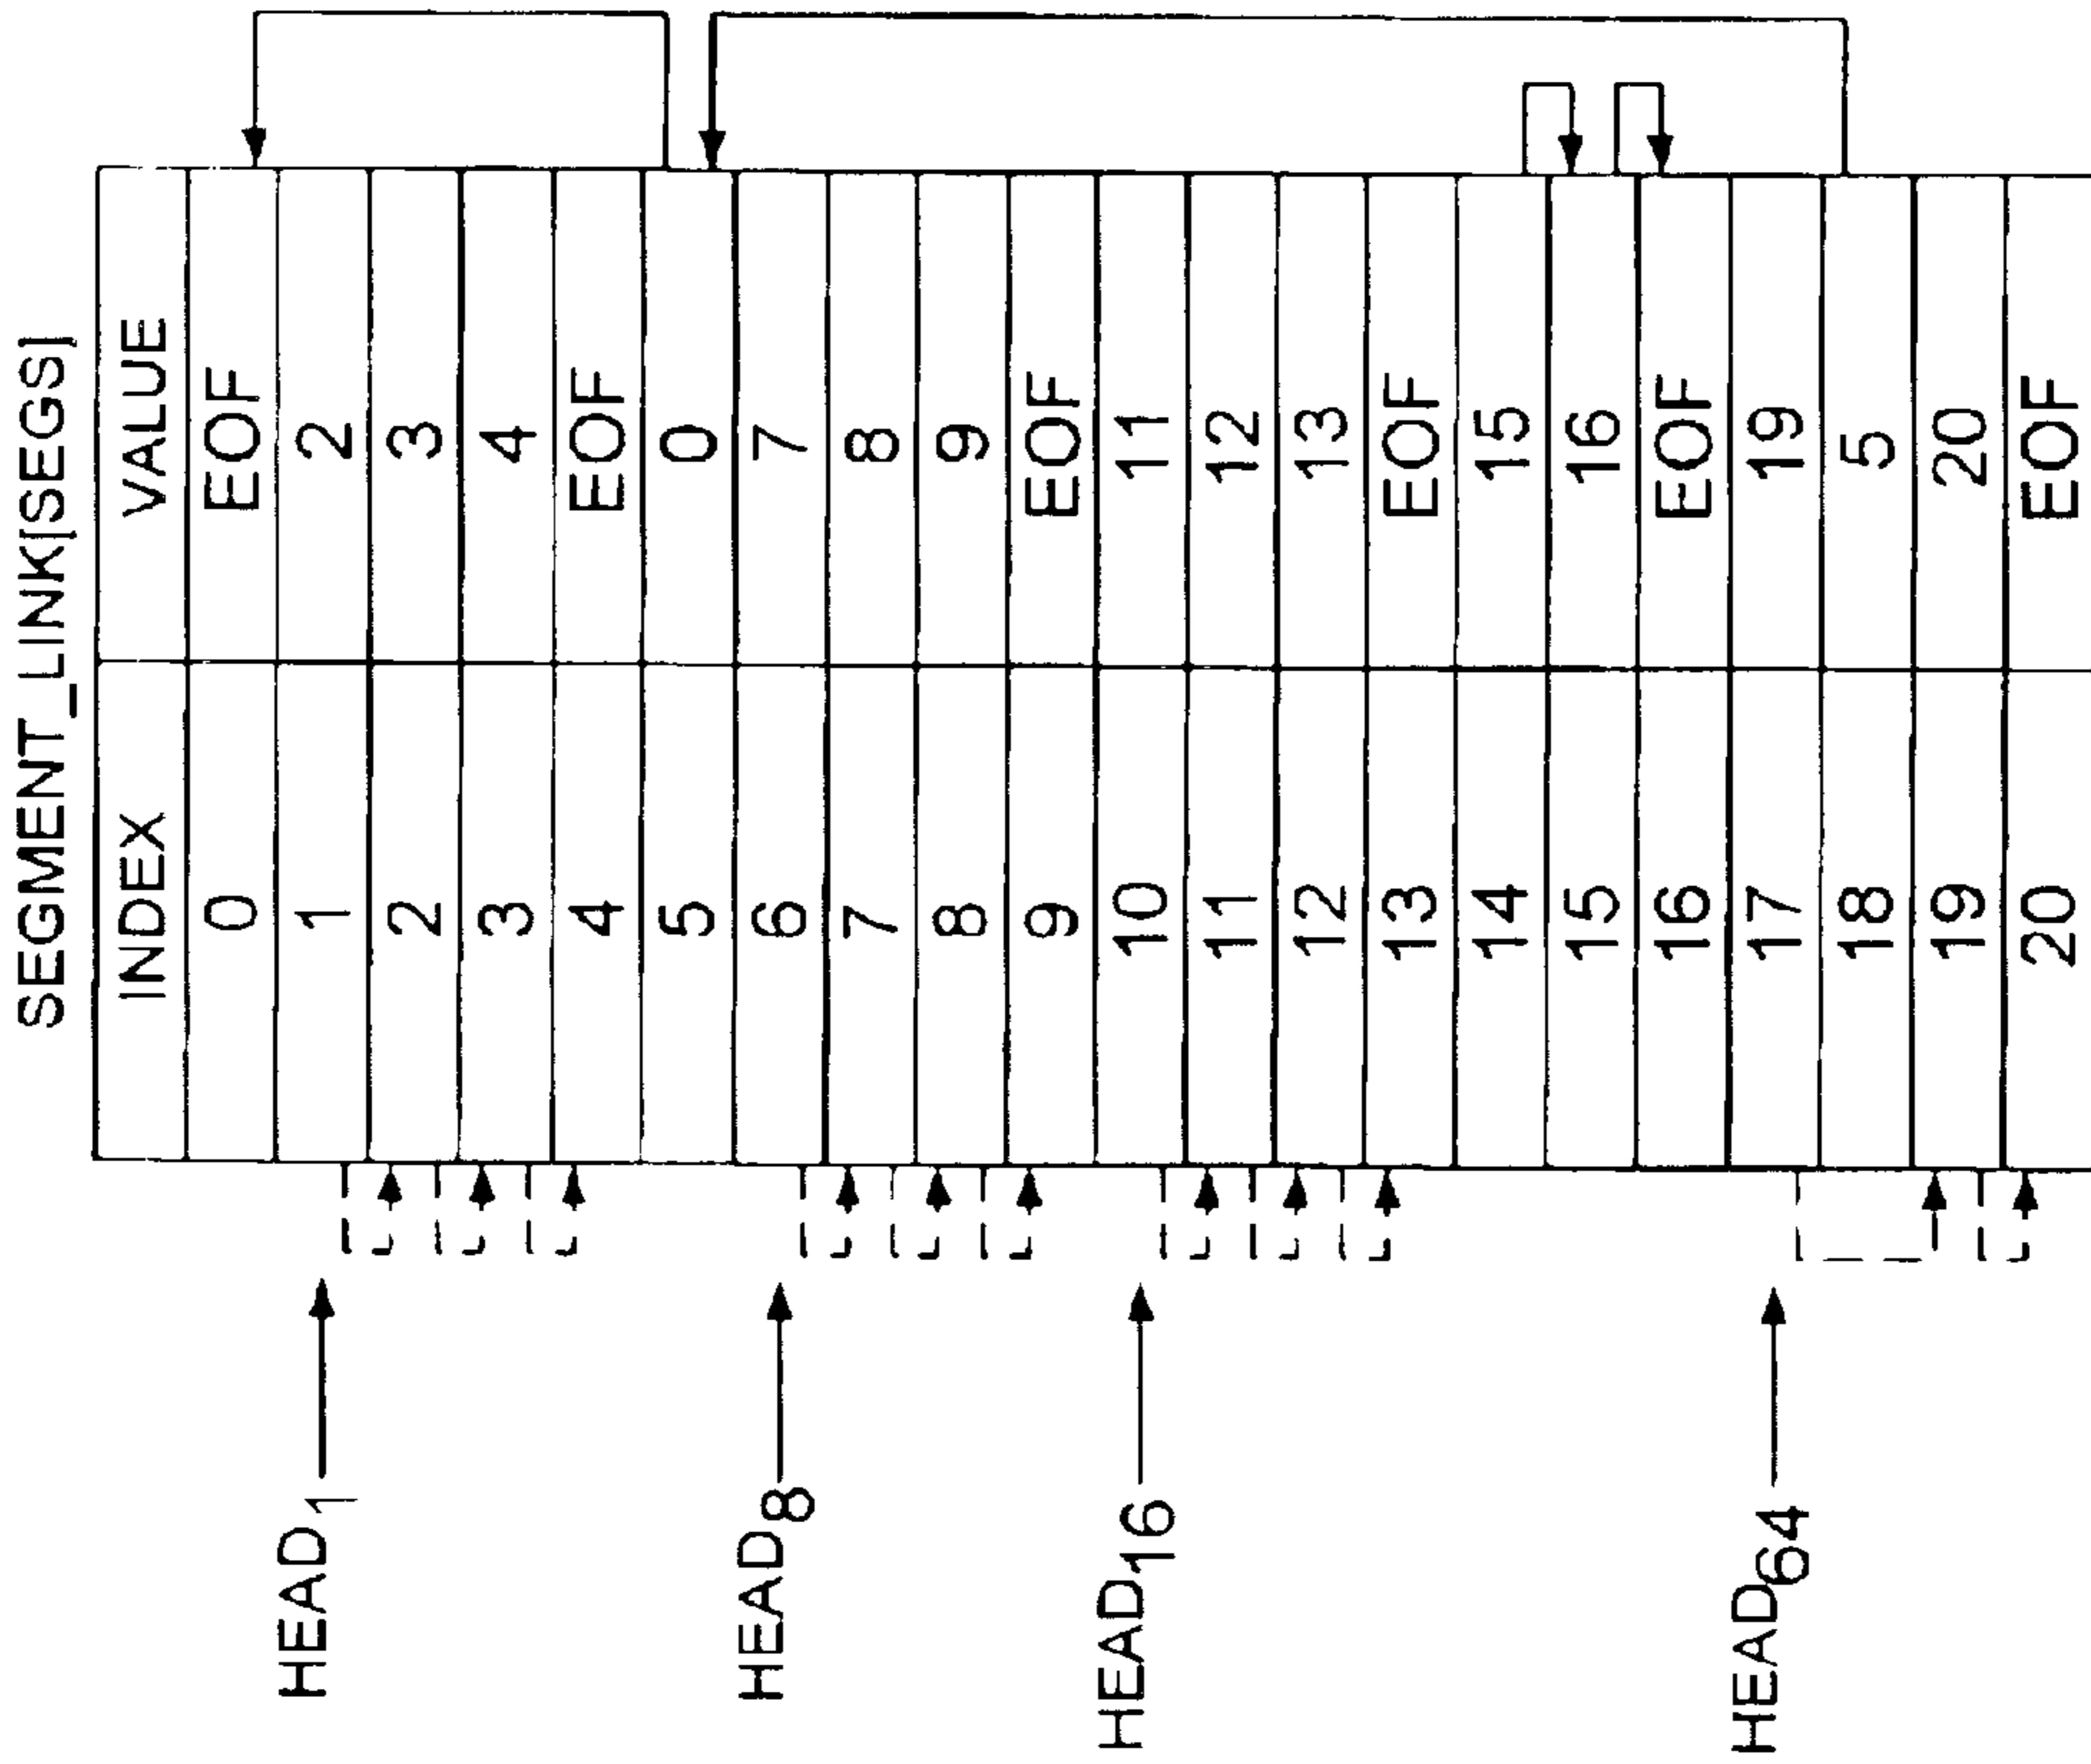 SEGMENT_LINK[SEGS]
INDEX VALUE
0 EOF
HEAD1 1 2
2 3
3 4
4 EOF
5 0
HEAD8 6 7
7 8
8 9
9 EOF
HEAD16 10 11
11 12
12 13
13 EOF
14 15
15 16
16 EOF
HEAD64 17 19
18 5
19 20
20 EOF